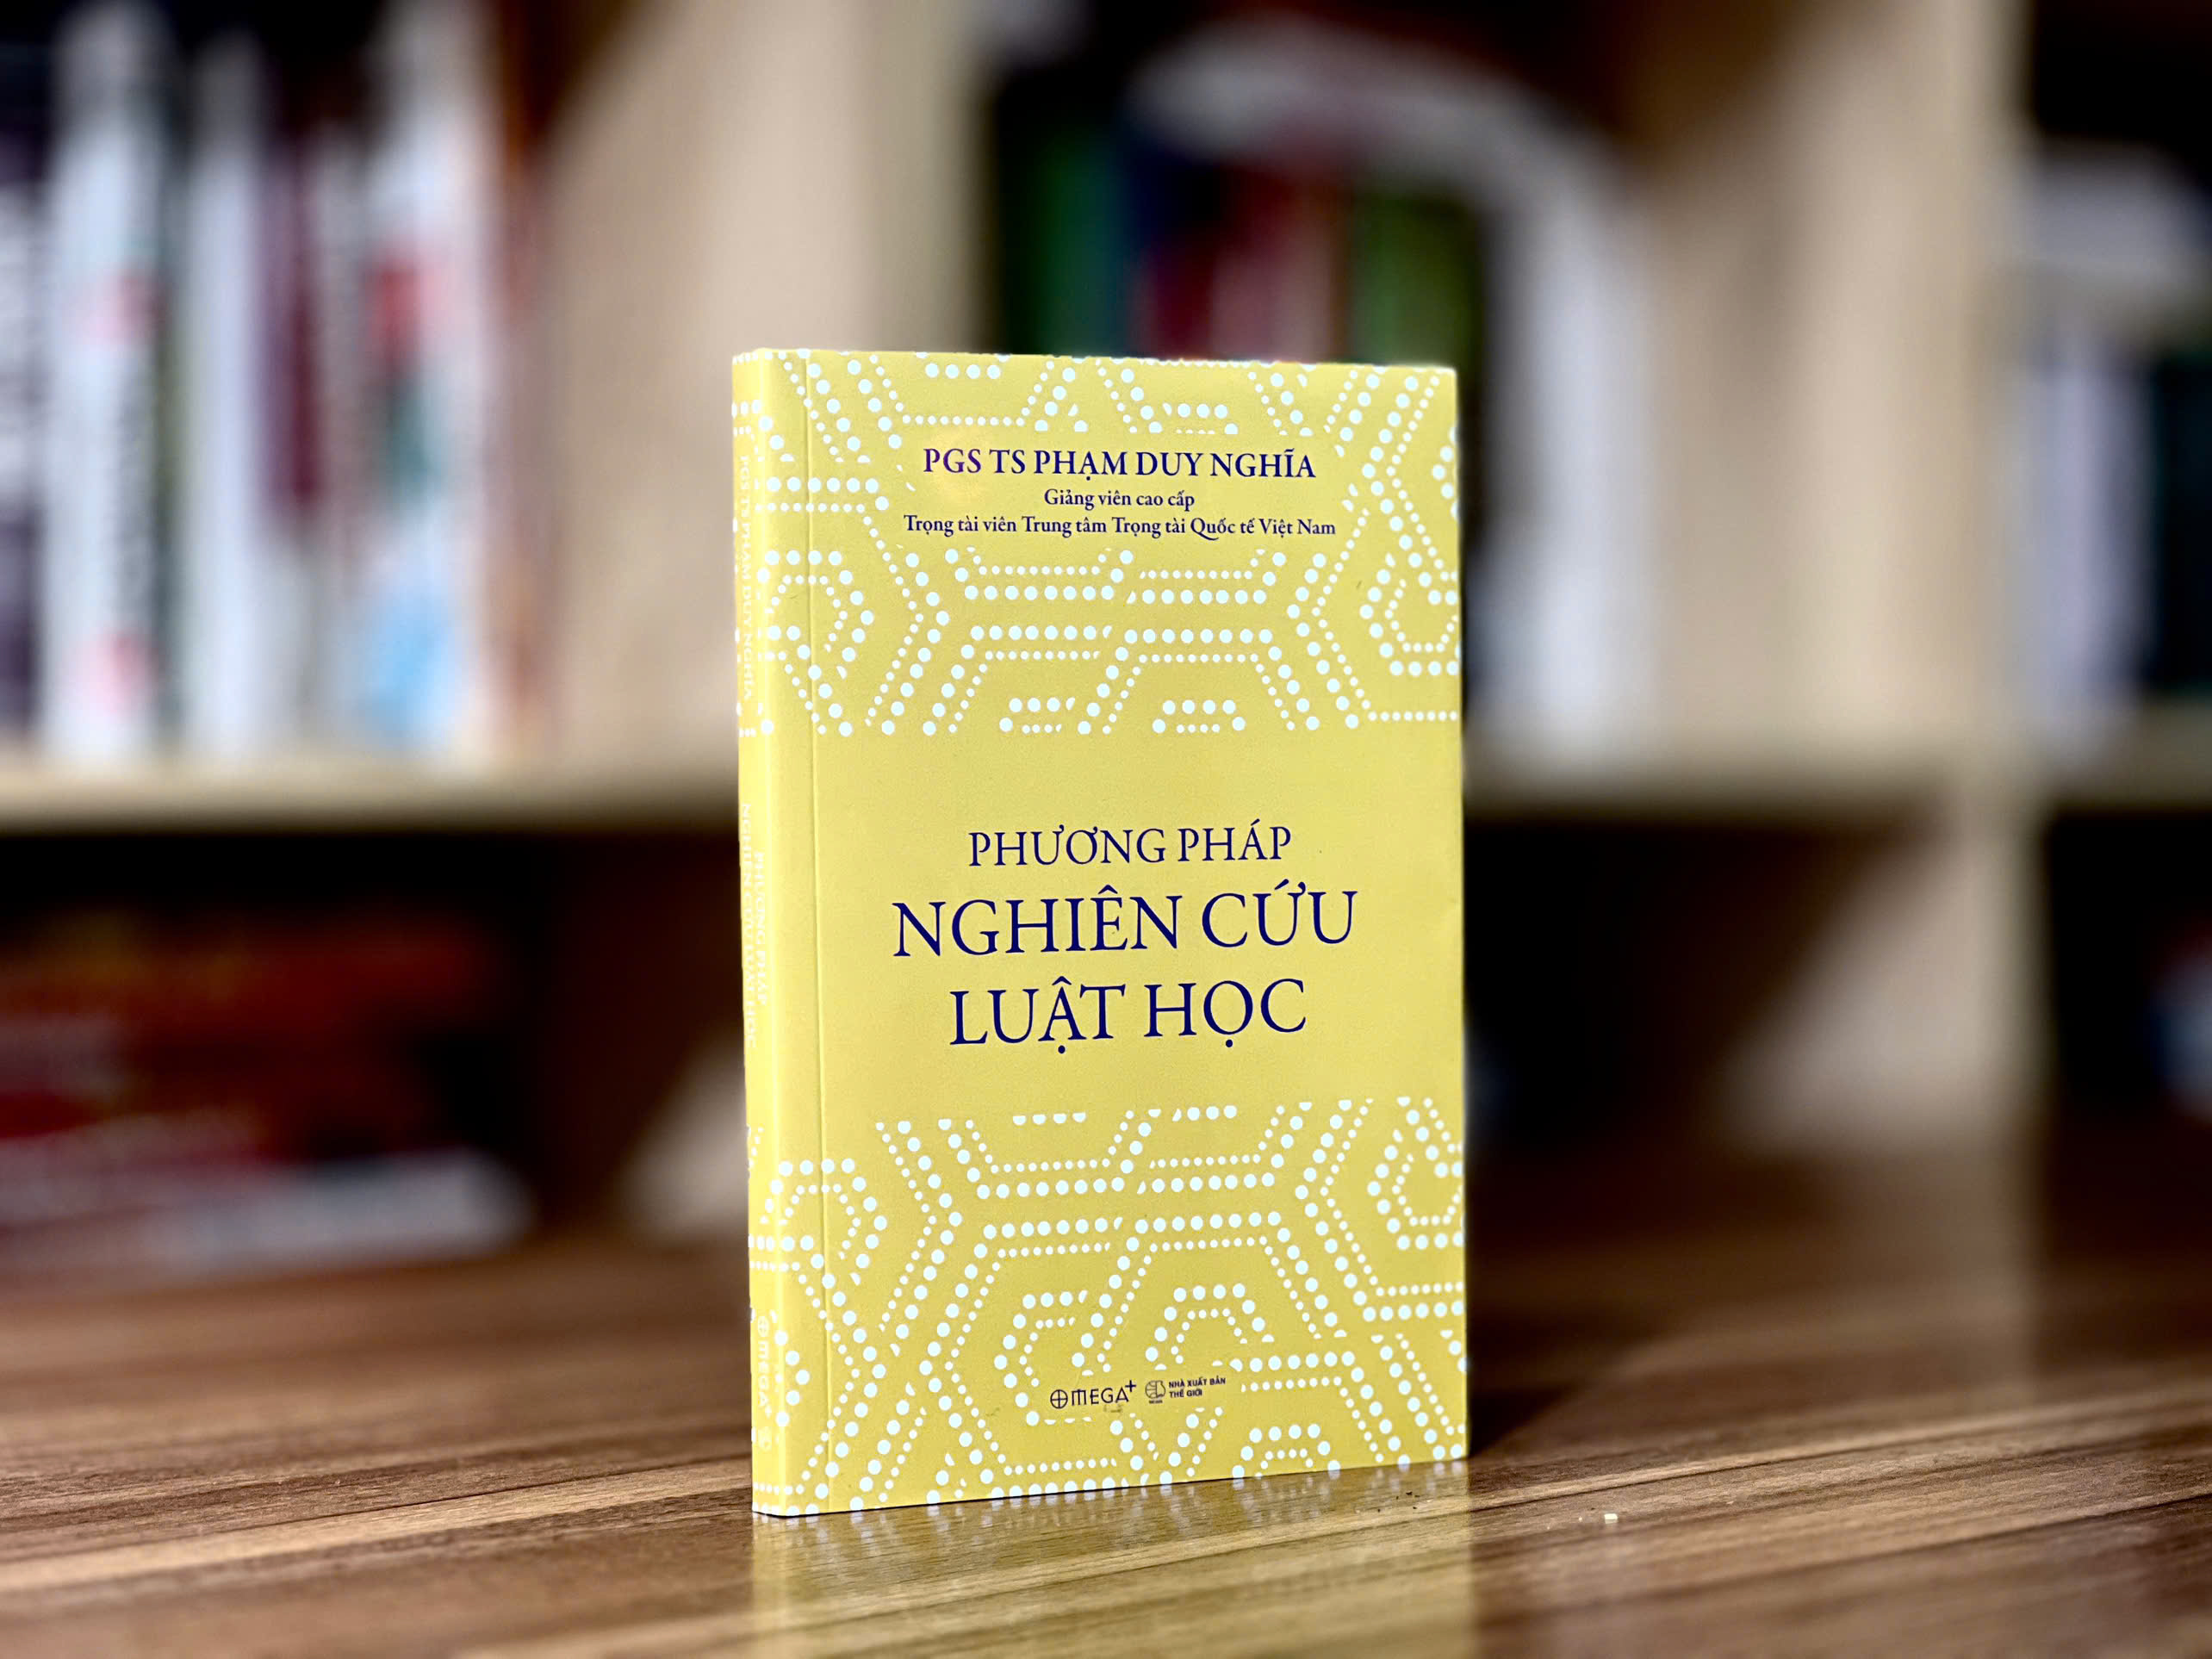 PGS TS PHẠM DUY NGHĨA
Giảng viên cao cấp
Trọng tài viên Trung tâm Trọng tài Quốc tế Việt Nam
PHƯƠNG PHÁP
NGHIÊN CỨU
LUẬT HỌC
OMEGA+
NHÀ XUẤT BẢN
THẾ GIỚI
PGS TS PHẠM DUY NGHĨA
PHƯƠNG PHÁP
NGHIÊN CỨU LUẬT HỌC
OMEGA+